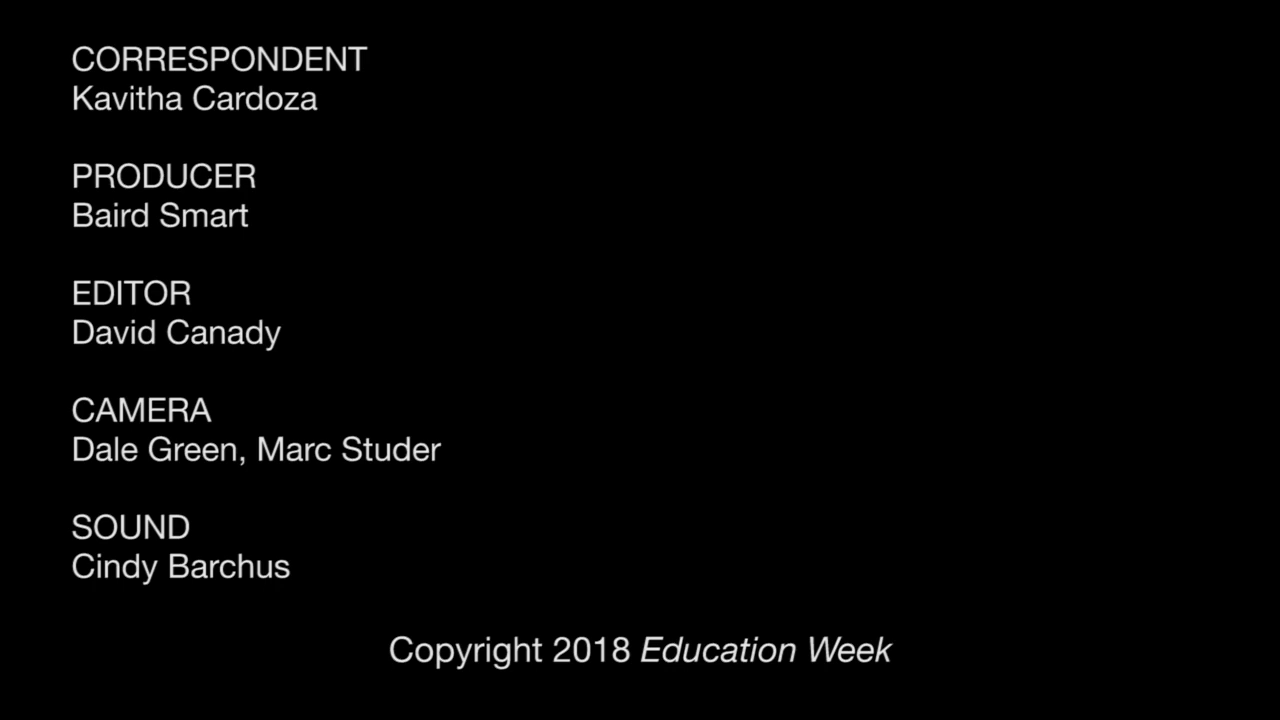 CORRESPONDENT
Kavitha Cardoza
PRODUCER
Baird Smart
EDITOR
David Canady
CAMERA
Dale Green, Marc Studer
SOUND
Cindy Barchus
Copyright 2018 Education Week